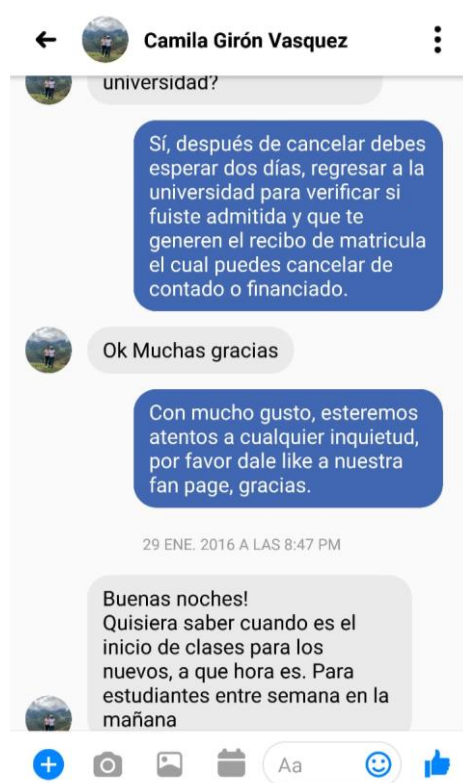 Camila Girón Vasquez
universidad?
Sí, después de cancelar debes
esperar dos días, regresar a la
universidad para verificar si
fuiste admitida y que te
generen el recibo de matricula
el cual puedes cancelar de
contado o financiado.
Ok Muchas gracias
Con mucho gusto, esteremos
atentos a cualquier inquietud,
por favor dale like a nuestra
fan page, gracias.
29 ENE. 2016 A LAS 8:47 PM
Buenas noches!
Quisiera saber cuando es el
inicio de clases para los
nuevos, a que hora es. Para
estudiantes entre semana en la
mañana
Aa